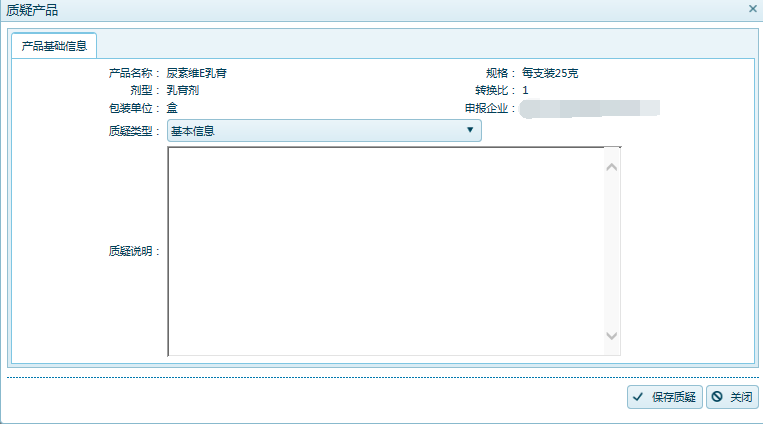 质疑产品
产品基础信息
产品名称： 尿素维E乳膏 规格： 每支装25克
剂型： 乳膏剂 转换比： 1
包装单位： 盒 申报企业：
质疑类型： 基本信息
质疑说明：
保存质疑 关闭